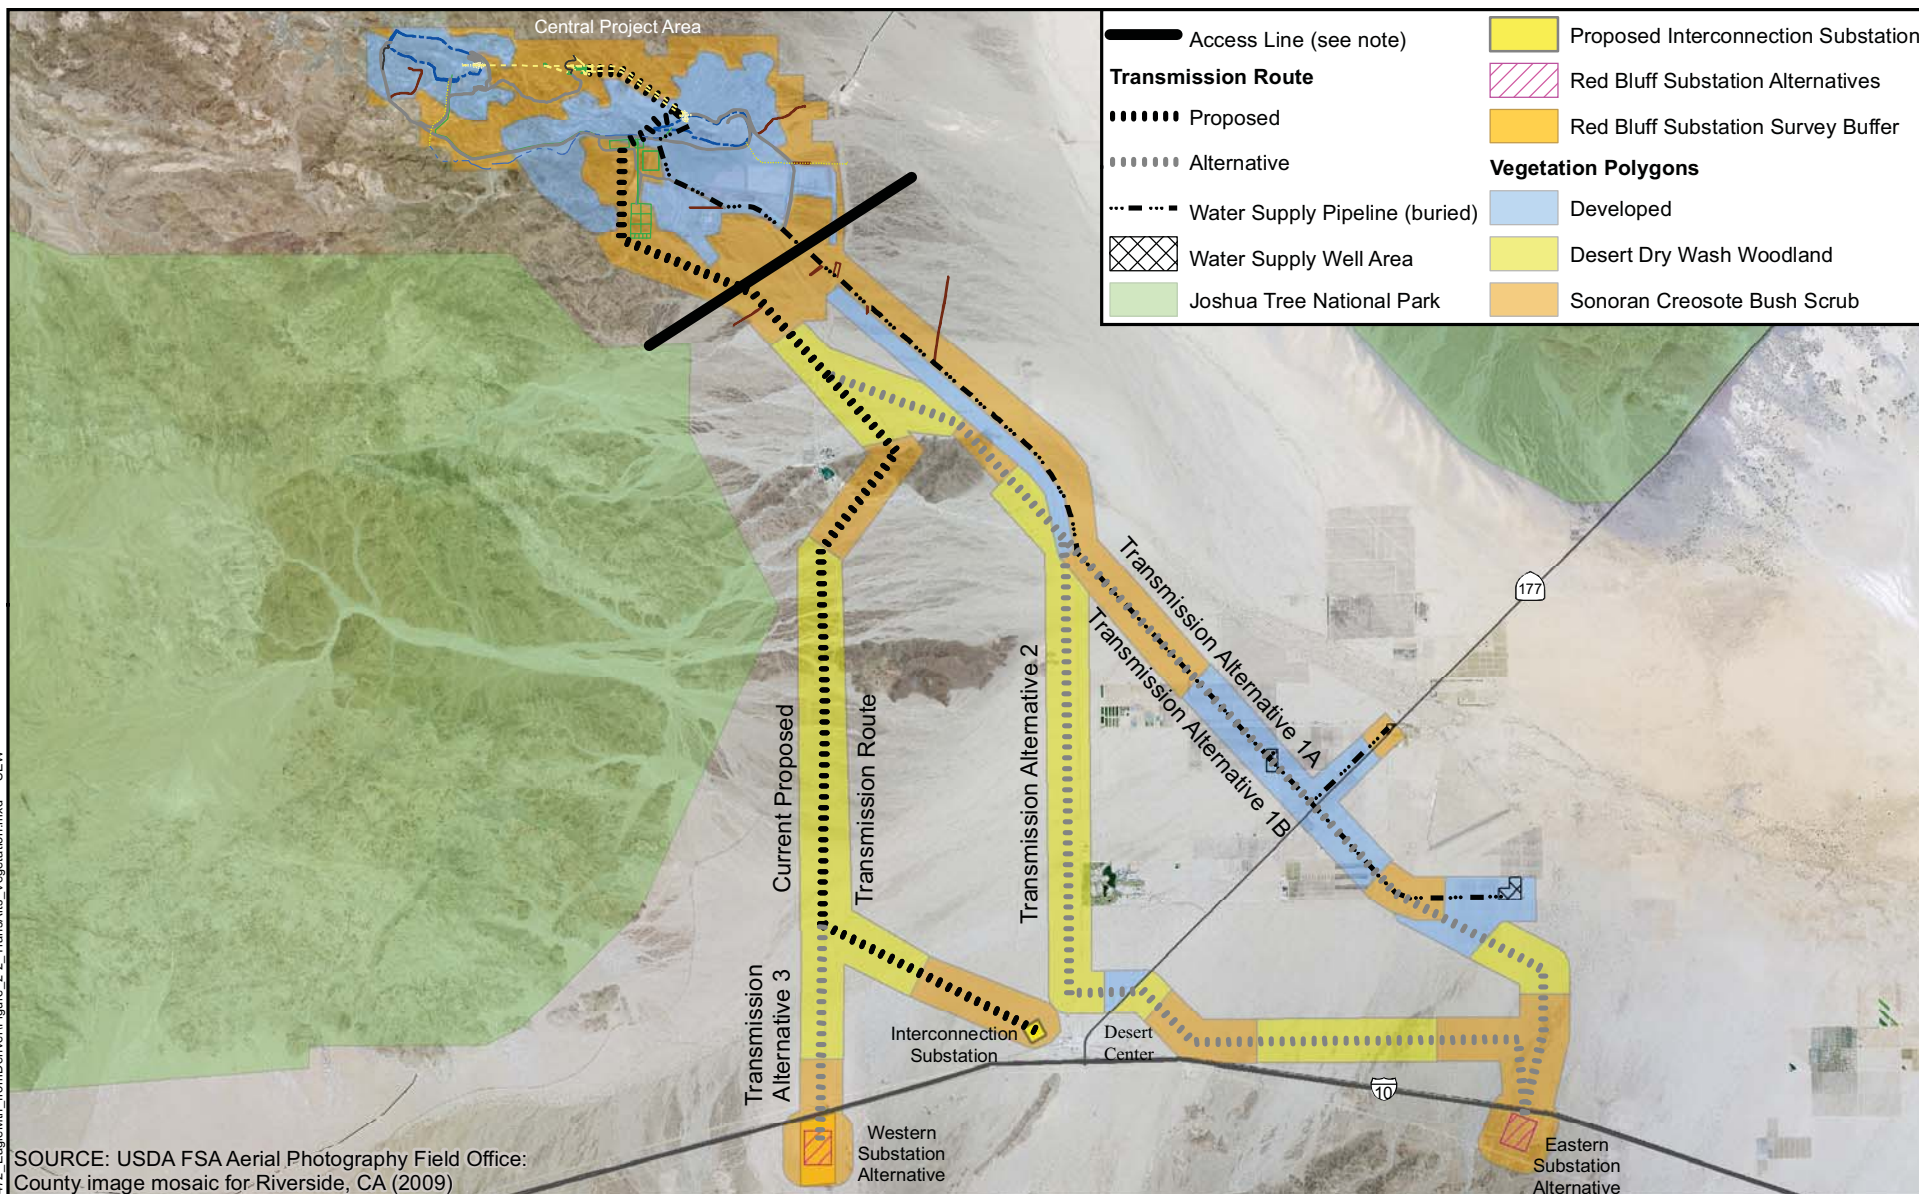 Central Project Area
Access Line (see note)
Transmission Route
Proposed
Alternative
Water Supply Pipeline (buried)
Water Supply Well Area
Joshua Tree National Park
Proposed Interconnection Substation
Red Bluff Substation Alternatives
Red Bluff Substation Survey Buffer
Vegetation Polygons
Developed
Desert Dry Wash Woodland
Sonoran Creosote Bush Scrub
177
Transmission Alternative 1A
Transmission Alternative 1B
Transmission Alternative 2
Current Proposed
Transmission Route
Transmission
Alternative 3
Interconnection
Substation
Desert
Center
10
Western
Substation
Alternative
Eastern
Substation
Alternative
SOURCE: USDA FSA Aerial Photography Field Office:
County image mosaic for Riverside, CA (2009)